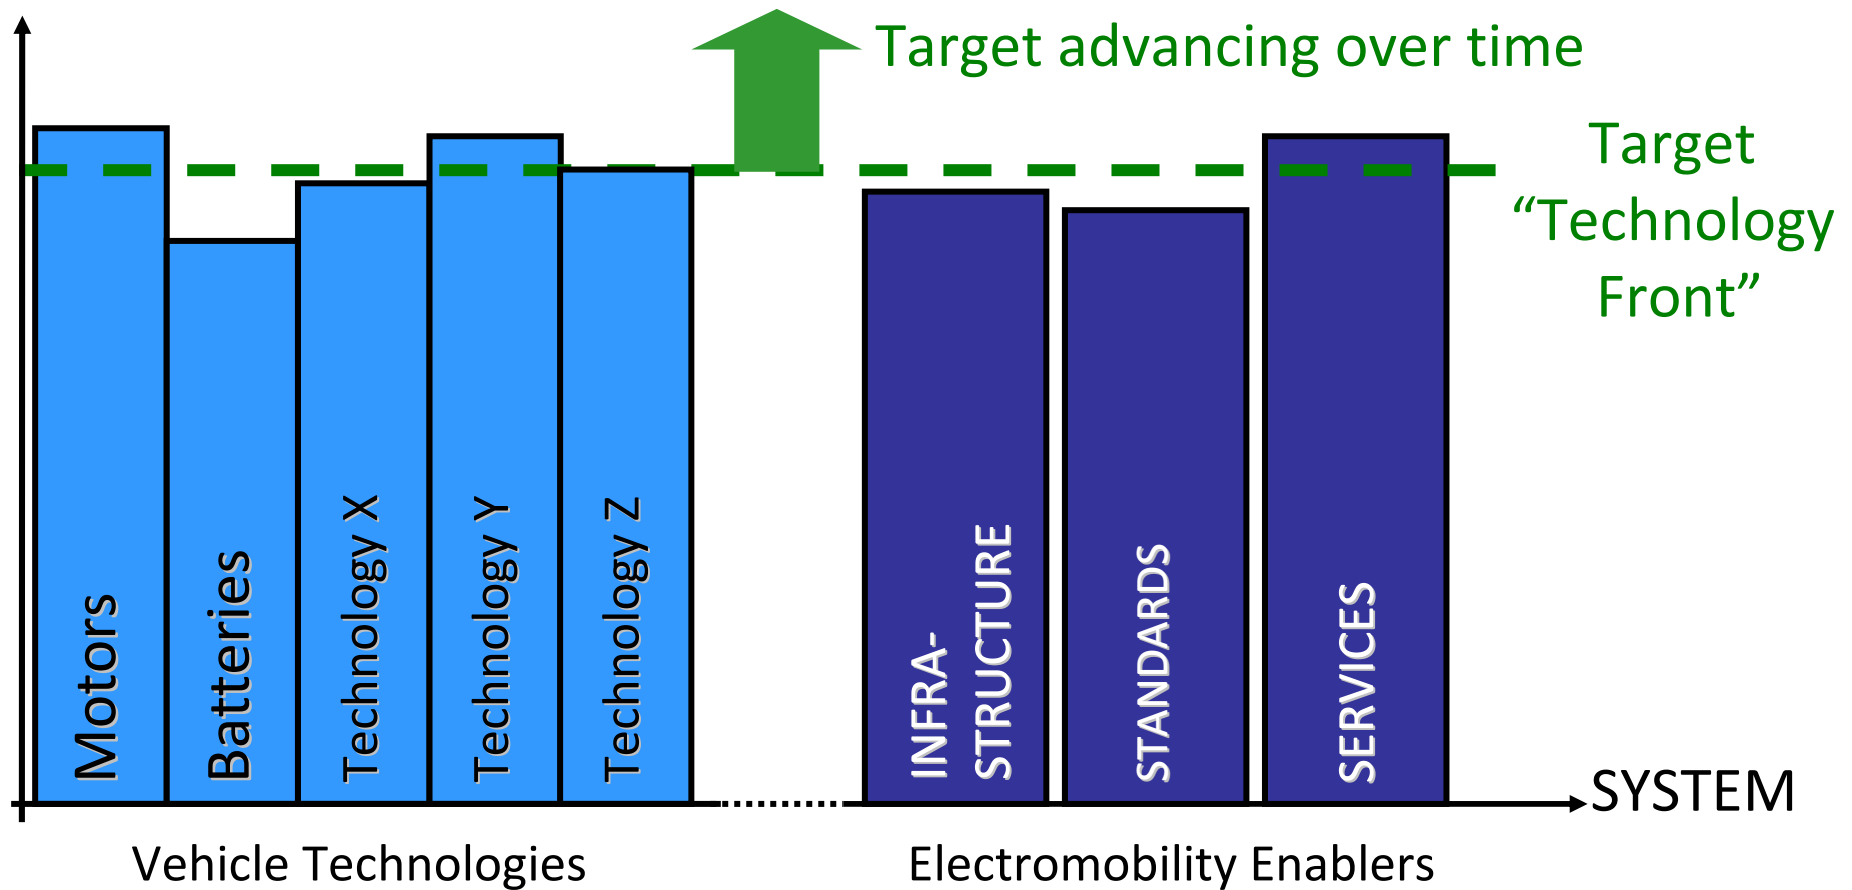 Target advancing over time
Target
“Technology
Front”
Motors
Batteries
Technology X
Technology Y
Technology Z
INFRA-
STRUCTURE
STANDARDS
SERVICES
SYSTEM
Vehicle Technologies
Electromobility Enablers